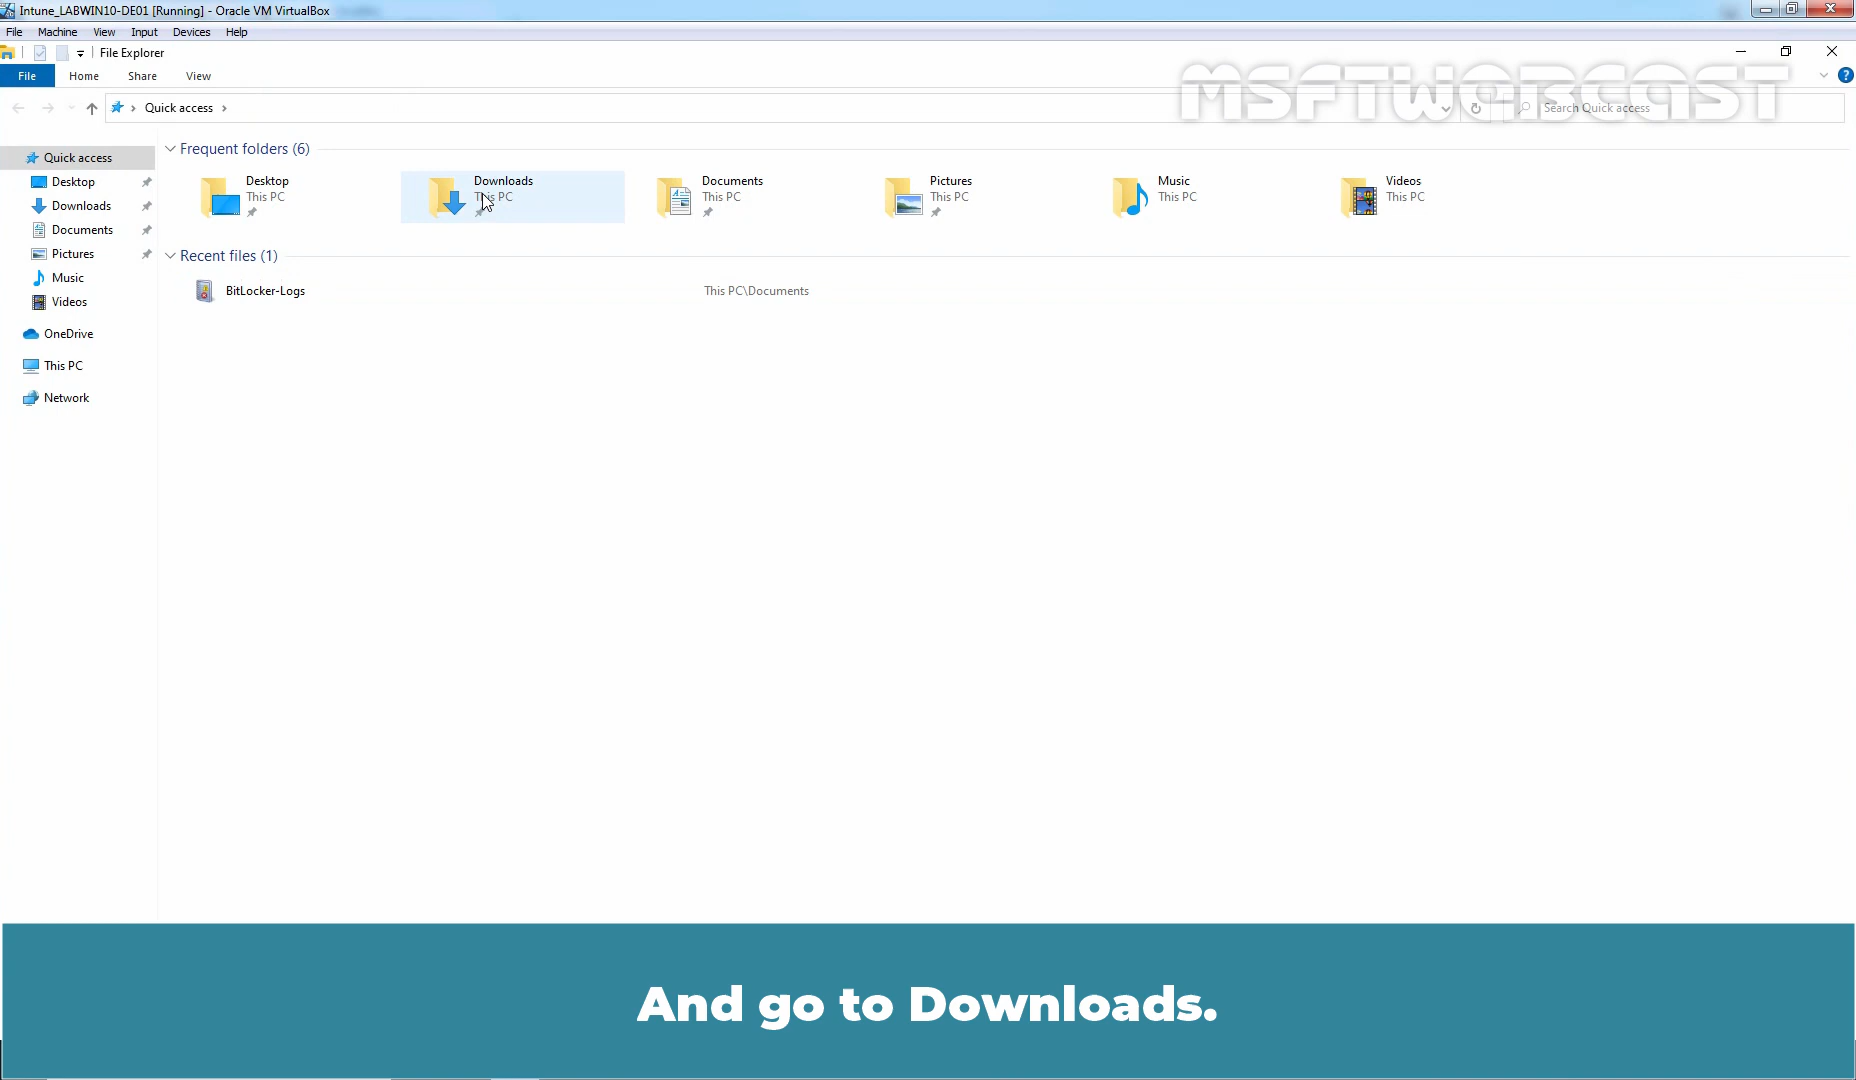 Intune_LABWIN10-DE01 [Running] - Oracle VM VirtualBox
File Machine View Input Devices Help
File Explorer
File Home Share View
MSFTWEBCAST
Quick access
Search Quick access
Quick access
Desktop
Downloads
Documents
Pictures
Music
Videos
OneDrive
This PC
Network
Frequent folders (6)
Desktop
This PC
Downloads
This PC
Documents
This PC
Pictures
This PC
Music
This PC
Videos
This PC
Recent files (1)
BitLocker-Logs This PC\Documents
And go to Downloads.